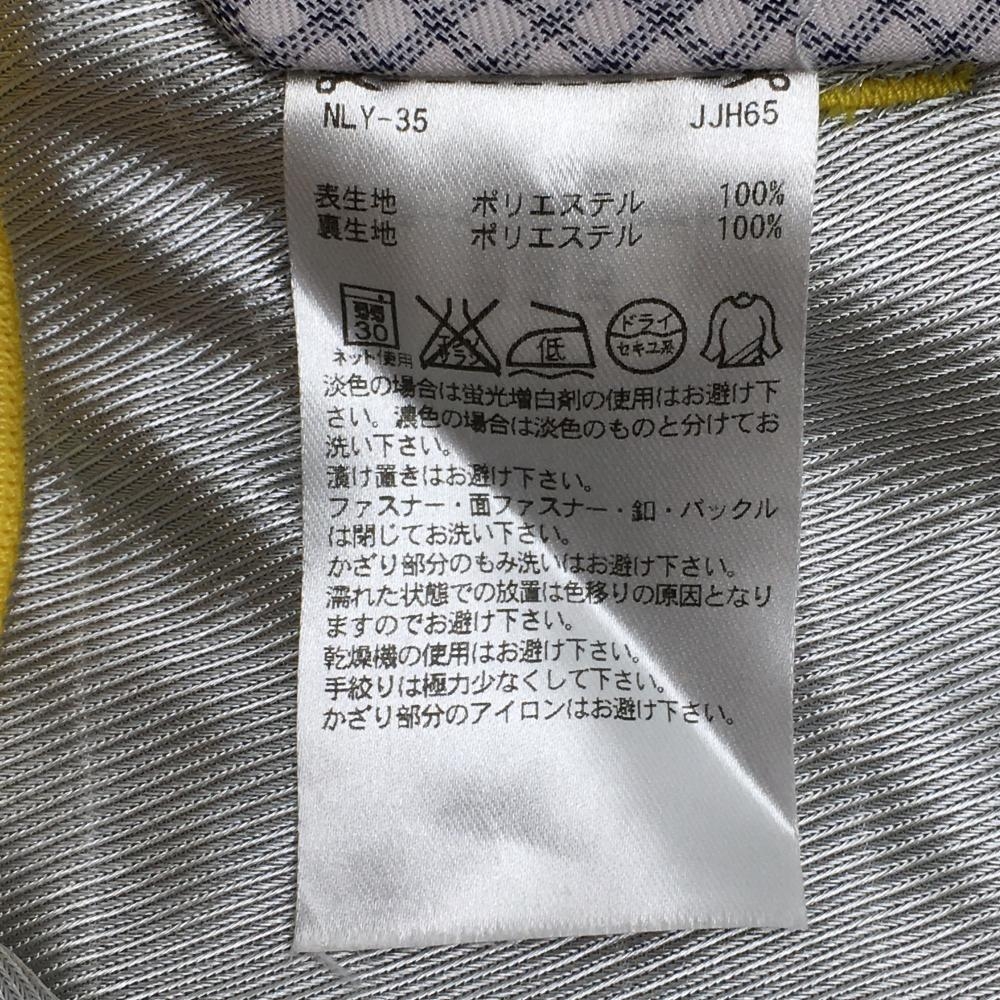 NLY-35 JJH65
表生地 ポリエステル 100%
裏生地 ポリエステル 100%
弱
30
ネット使用
エンソサラシ
低
ドライ
セキユ系
淡色の場合は蛍光増白剤の使用はお避け下
さい。濃色の場合は淡色のものと分けてお
洗い下さい。
漬け置きはお避け下さい。
ファスナー・面ファスナー・釦・バックル
は閉じてお洗い下さい。
かざり部分のもみ洗いはお避け下さい。
濡れた状態での放置は色移りの原因となり
ますのでお避け下さい。
乾燥機の使用はお避け下さい。
手絞りは極力少なくして下さい。
かざり部分のアイロンはお避け下さい。